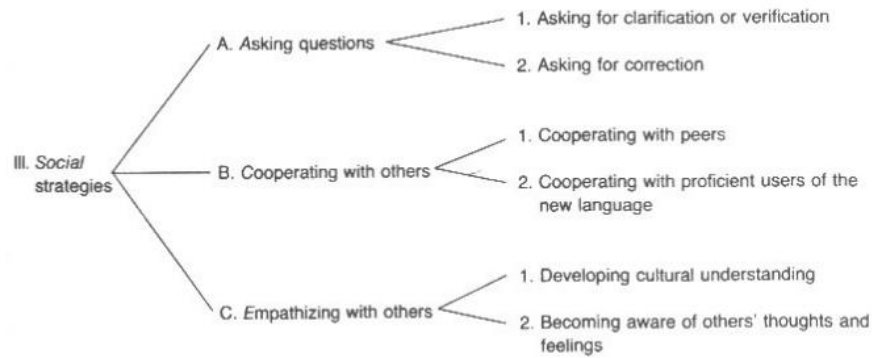 III. Social
strategies
A. Asking questions
1. Asking for clarification or verification
2. Asking for correction
B. Cooperating with others
1. Cooperating with peers
2. Cooperating with proficient users of the
new language
C. Empathizing with others
1. Developing cultural understanding
2. Becoming aware of others' thoughts and
feelings